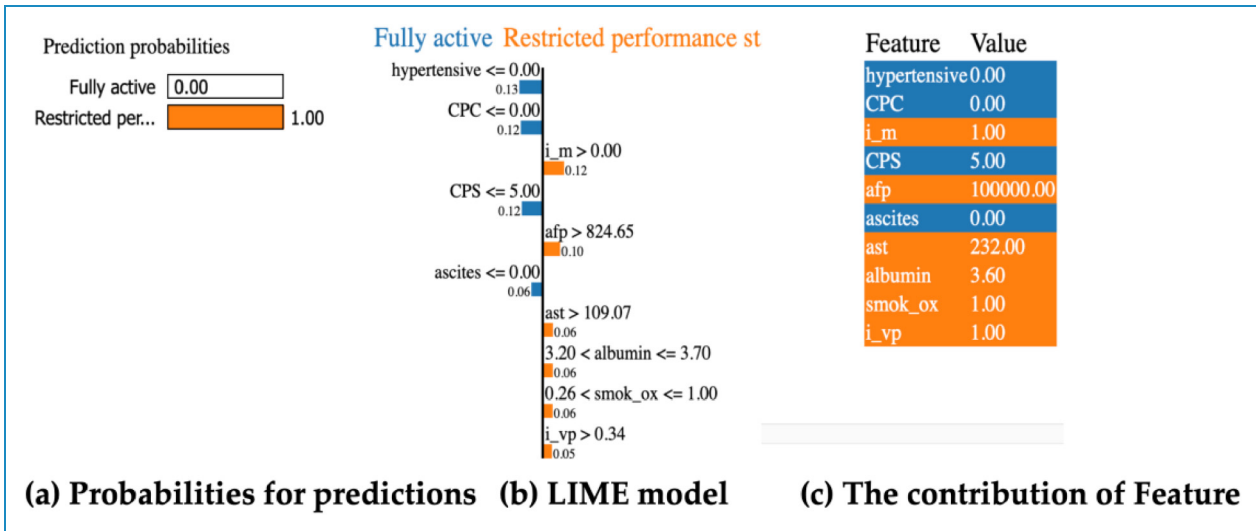 Prediction probabilities
Fully active 0.00
Restricted per... 1.00
Fully active Restricted performance st
hypertensive <= 0.00
0.13
CPC <= 0.00
0.12
i_m > 0.00
0.12
CPS <= 5.00
0.12
afp > 824.65
0.10
ascites <= 0.00
0.06
ast > 109.07
0.06
3.20 < albumin <= 3.70
0.06
0.26 < smok_ox <= 1.00
0.06
i_vp > 0.34
0.05
Feature Value
hypertensive 0.00
CPC 0.00
i_m 1.00
CPS 5.00
afp 100000.00
ascites 0.00
ast 232.00
albumin 3.60
smok_ox 1.00
i_vp 1.00
(a) Probabilities for predictions (b) LIME model (c) The contribution of Feature